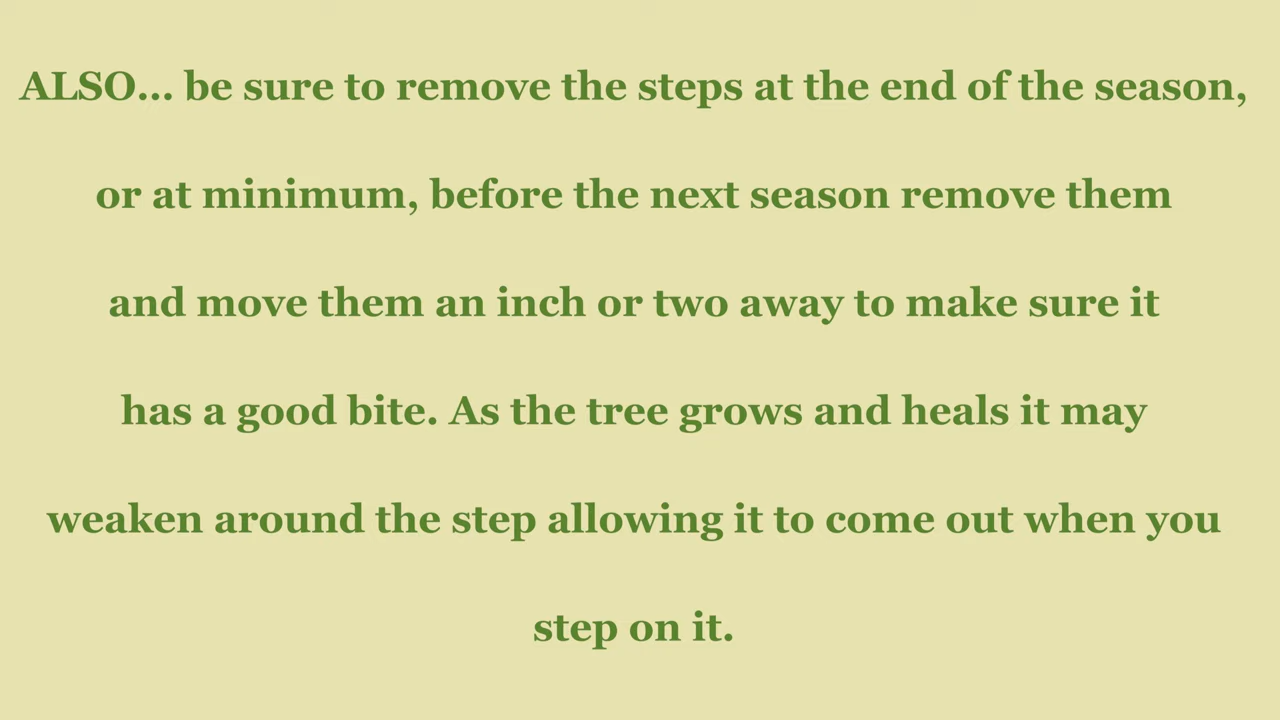 ALSO... be sure to remove the steps at the end of the season,
or at minimum, before the next season remove them
and move them an inch or two away to make sure it
has a good bite. As the tree grows and heals it may
weaken around the step allowing it to come out when you
step on it.